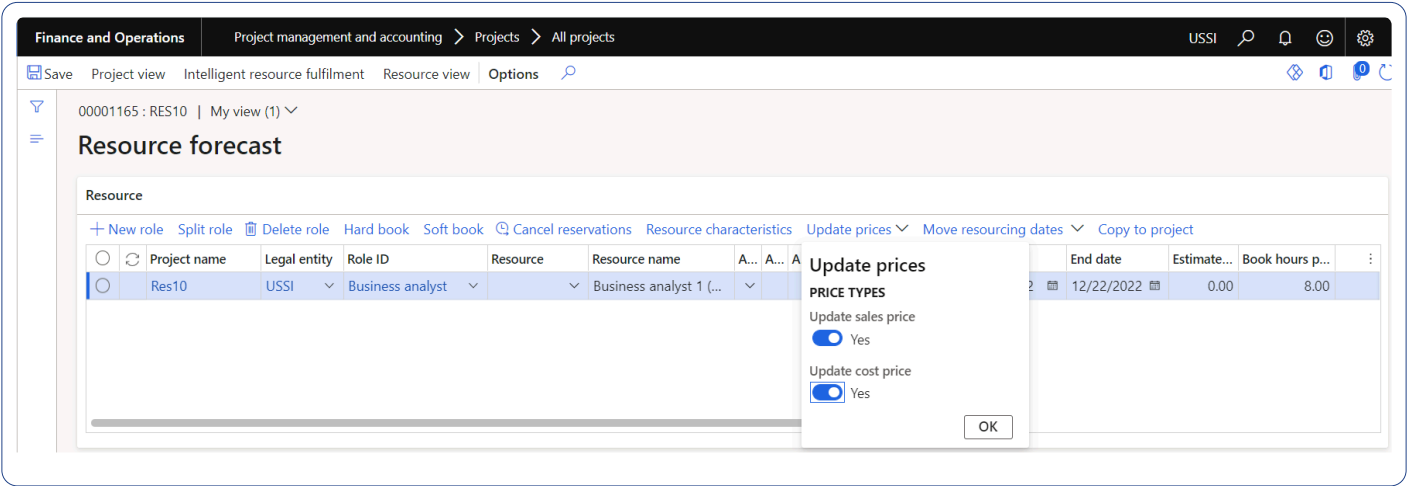 Finance and Operations Project management and accounting > Projects > All projects USSI
Save Project view Intelligent resource fulfilment Resource view Options 0
00001165 : RES10 | My view (1)
Resource forecast
Resource
+ New role Split role Delete role Hard book Soft book Cancel reservations Resource characteristics Update prices Move resourcing dates Copy to project
Project name Legal entity Role ID Resource Resource name A... A... A End date Estimate... Book hours p...
Res10 USSI Business analyst Business analyst 1 (... 2 12/22/2022 0.00 8.00
Update prices
PRICE TYPES
Update sales price
Yes
Update cost price
Yes
OK